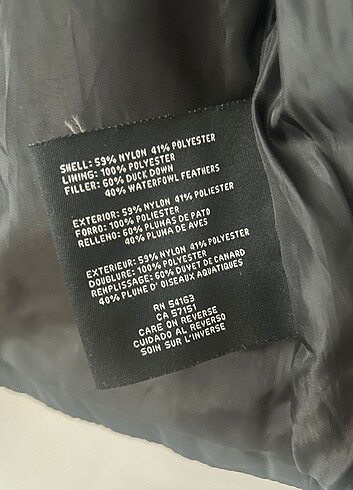 SHELL: 59% NYLON 41% POLYESTER
LINING: 100% POLYESTER
FILLER: 60% DUCK DOWN
40% WATERFOWL FEATHERS
EXTERIOR: 59% NYLON 41% POLIESTER
FORRO: 100% POLIESTER
RELLENO: 60% PLUMAS DE PATO
40% PLUMA DE AVES
EXTERIEUR: 59% NYLON 41% POLYESTER
DOUBLURE: 100% POLYESTER
REMPLISSAGE: 60% DUVET DE CANARD
40% PLUME D' OISEAUX AQUATIQUES
RN 54163
CA 57151
CARE ON REVERSE
CUIDADO AL REVERSO
SOIN SUR L'INVERSE